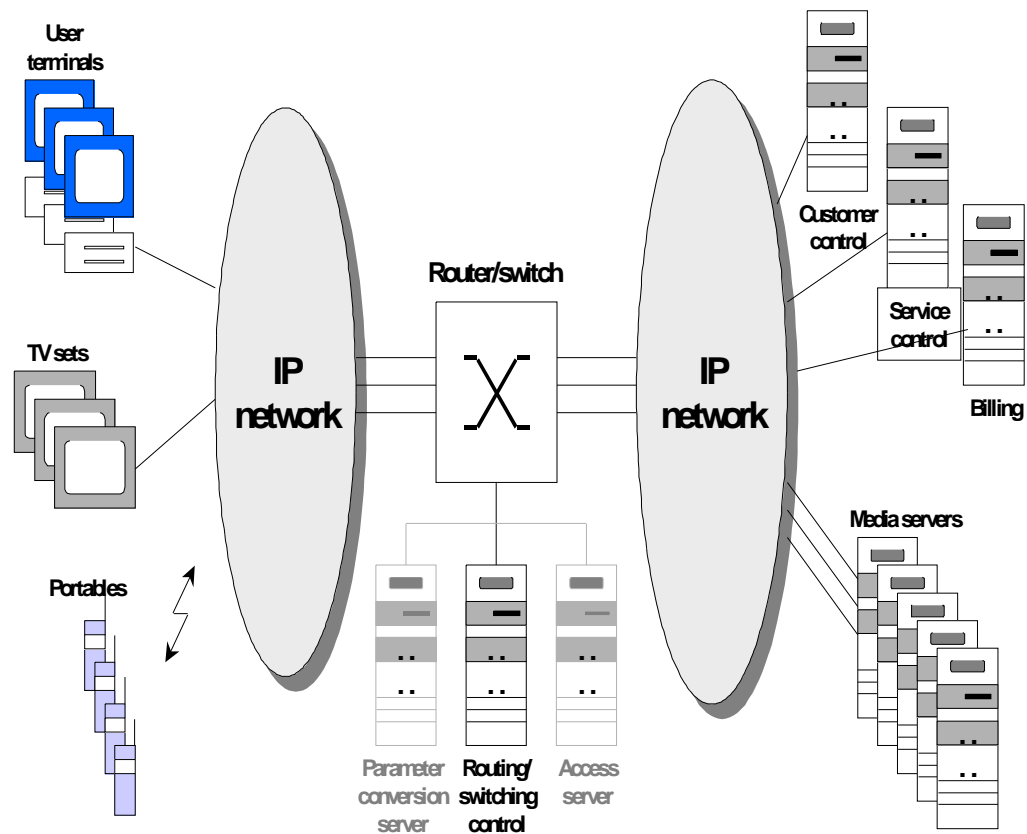 User
terminals
TV sets
Portables
IP
network
Router/switch
Parameter
conversion
server
Routing/
switching
control
Access
server
IP
network
Customer
control
Service
control
Billing
Media servers